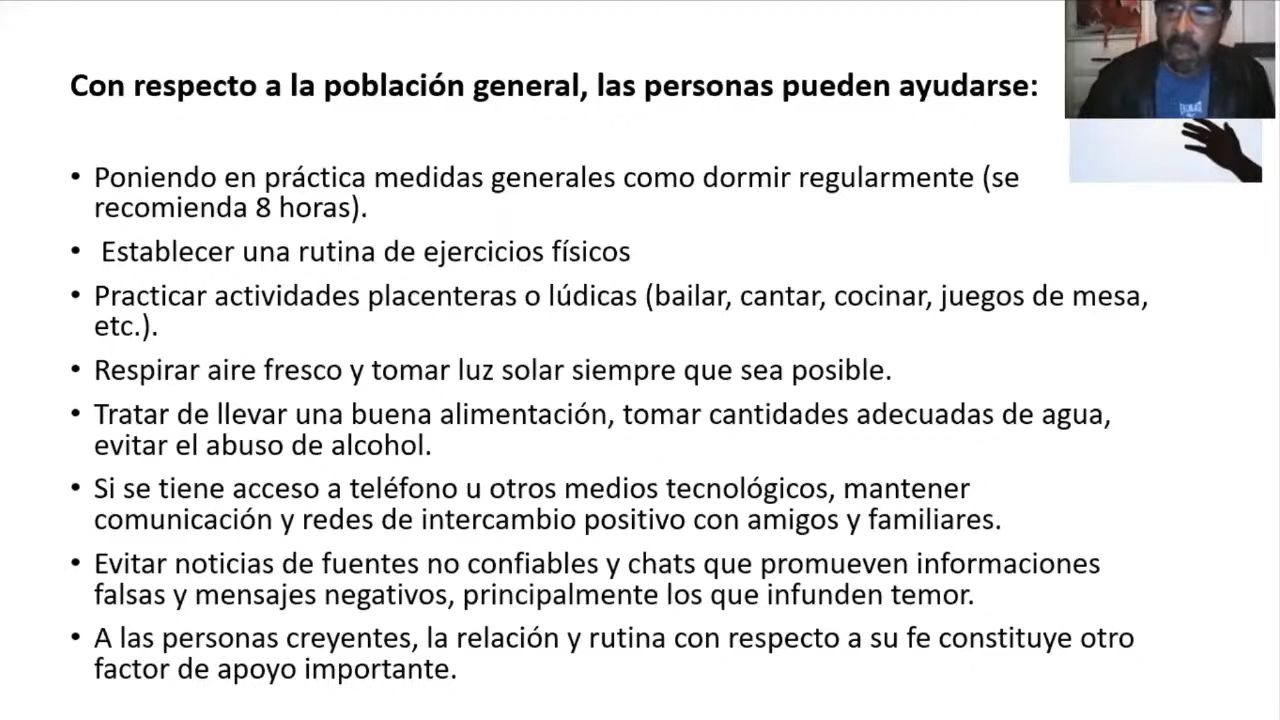 Con respecto a la población general, las personas pueden ayudarse:
• Poniendo en práctica medidas generales como dormir regularmente (se
recomienda 8 horas).
• Establecer una rutina de ejercicios físicos
• Practicar actividades placenteras o lúdicas (bailar, cantar, cocinar, juegos de mesa,
etc.).
• Respirar aire fresco y tomar luz solar siempre que sea posible.
• Tratar de llevar una buena alimentación, tomar cantidades adecuadas de agua,
evitar el abuso de alcohol.
• Si se tiene acceso a teléfono u otros medios tecnológicos, mantener
comunicación y redes de intercambio positivo con amigos y familiares.
• Evitar noticias de fuentes no confiables y chats que promueven informaciones
falsas y mensajes negativos, principalmente los que infunden temor.
• A las personas creyentes, la relación y rutina con respecto a su fe constituye otro
factor de apoyo importante.